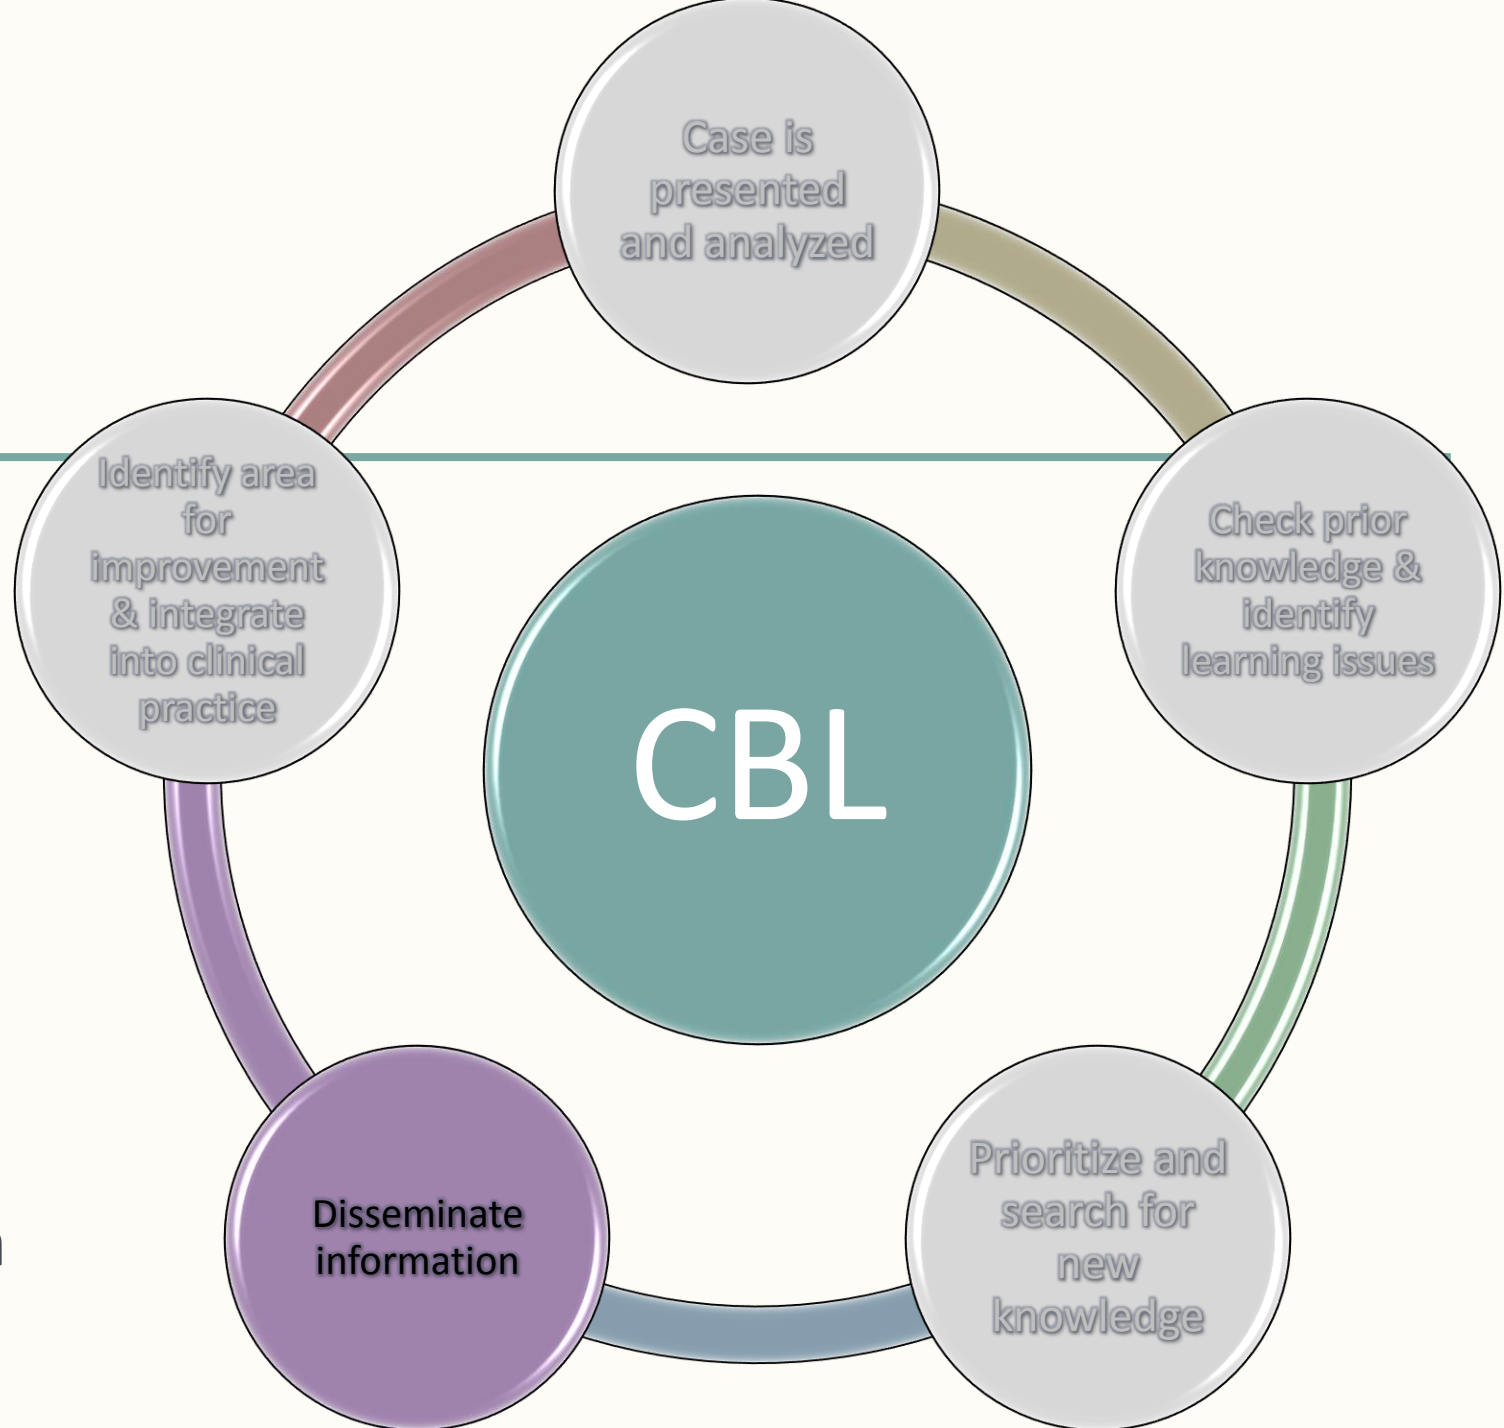 Case is
presented
and analyzed
Identify area
for
improvement
& integrate
into clinical
practice
Check prior
knowledge &
identify
learning issues
CBL
Disseminate
information
Prioritize and
search for
new
knowledge